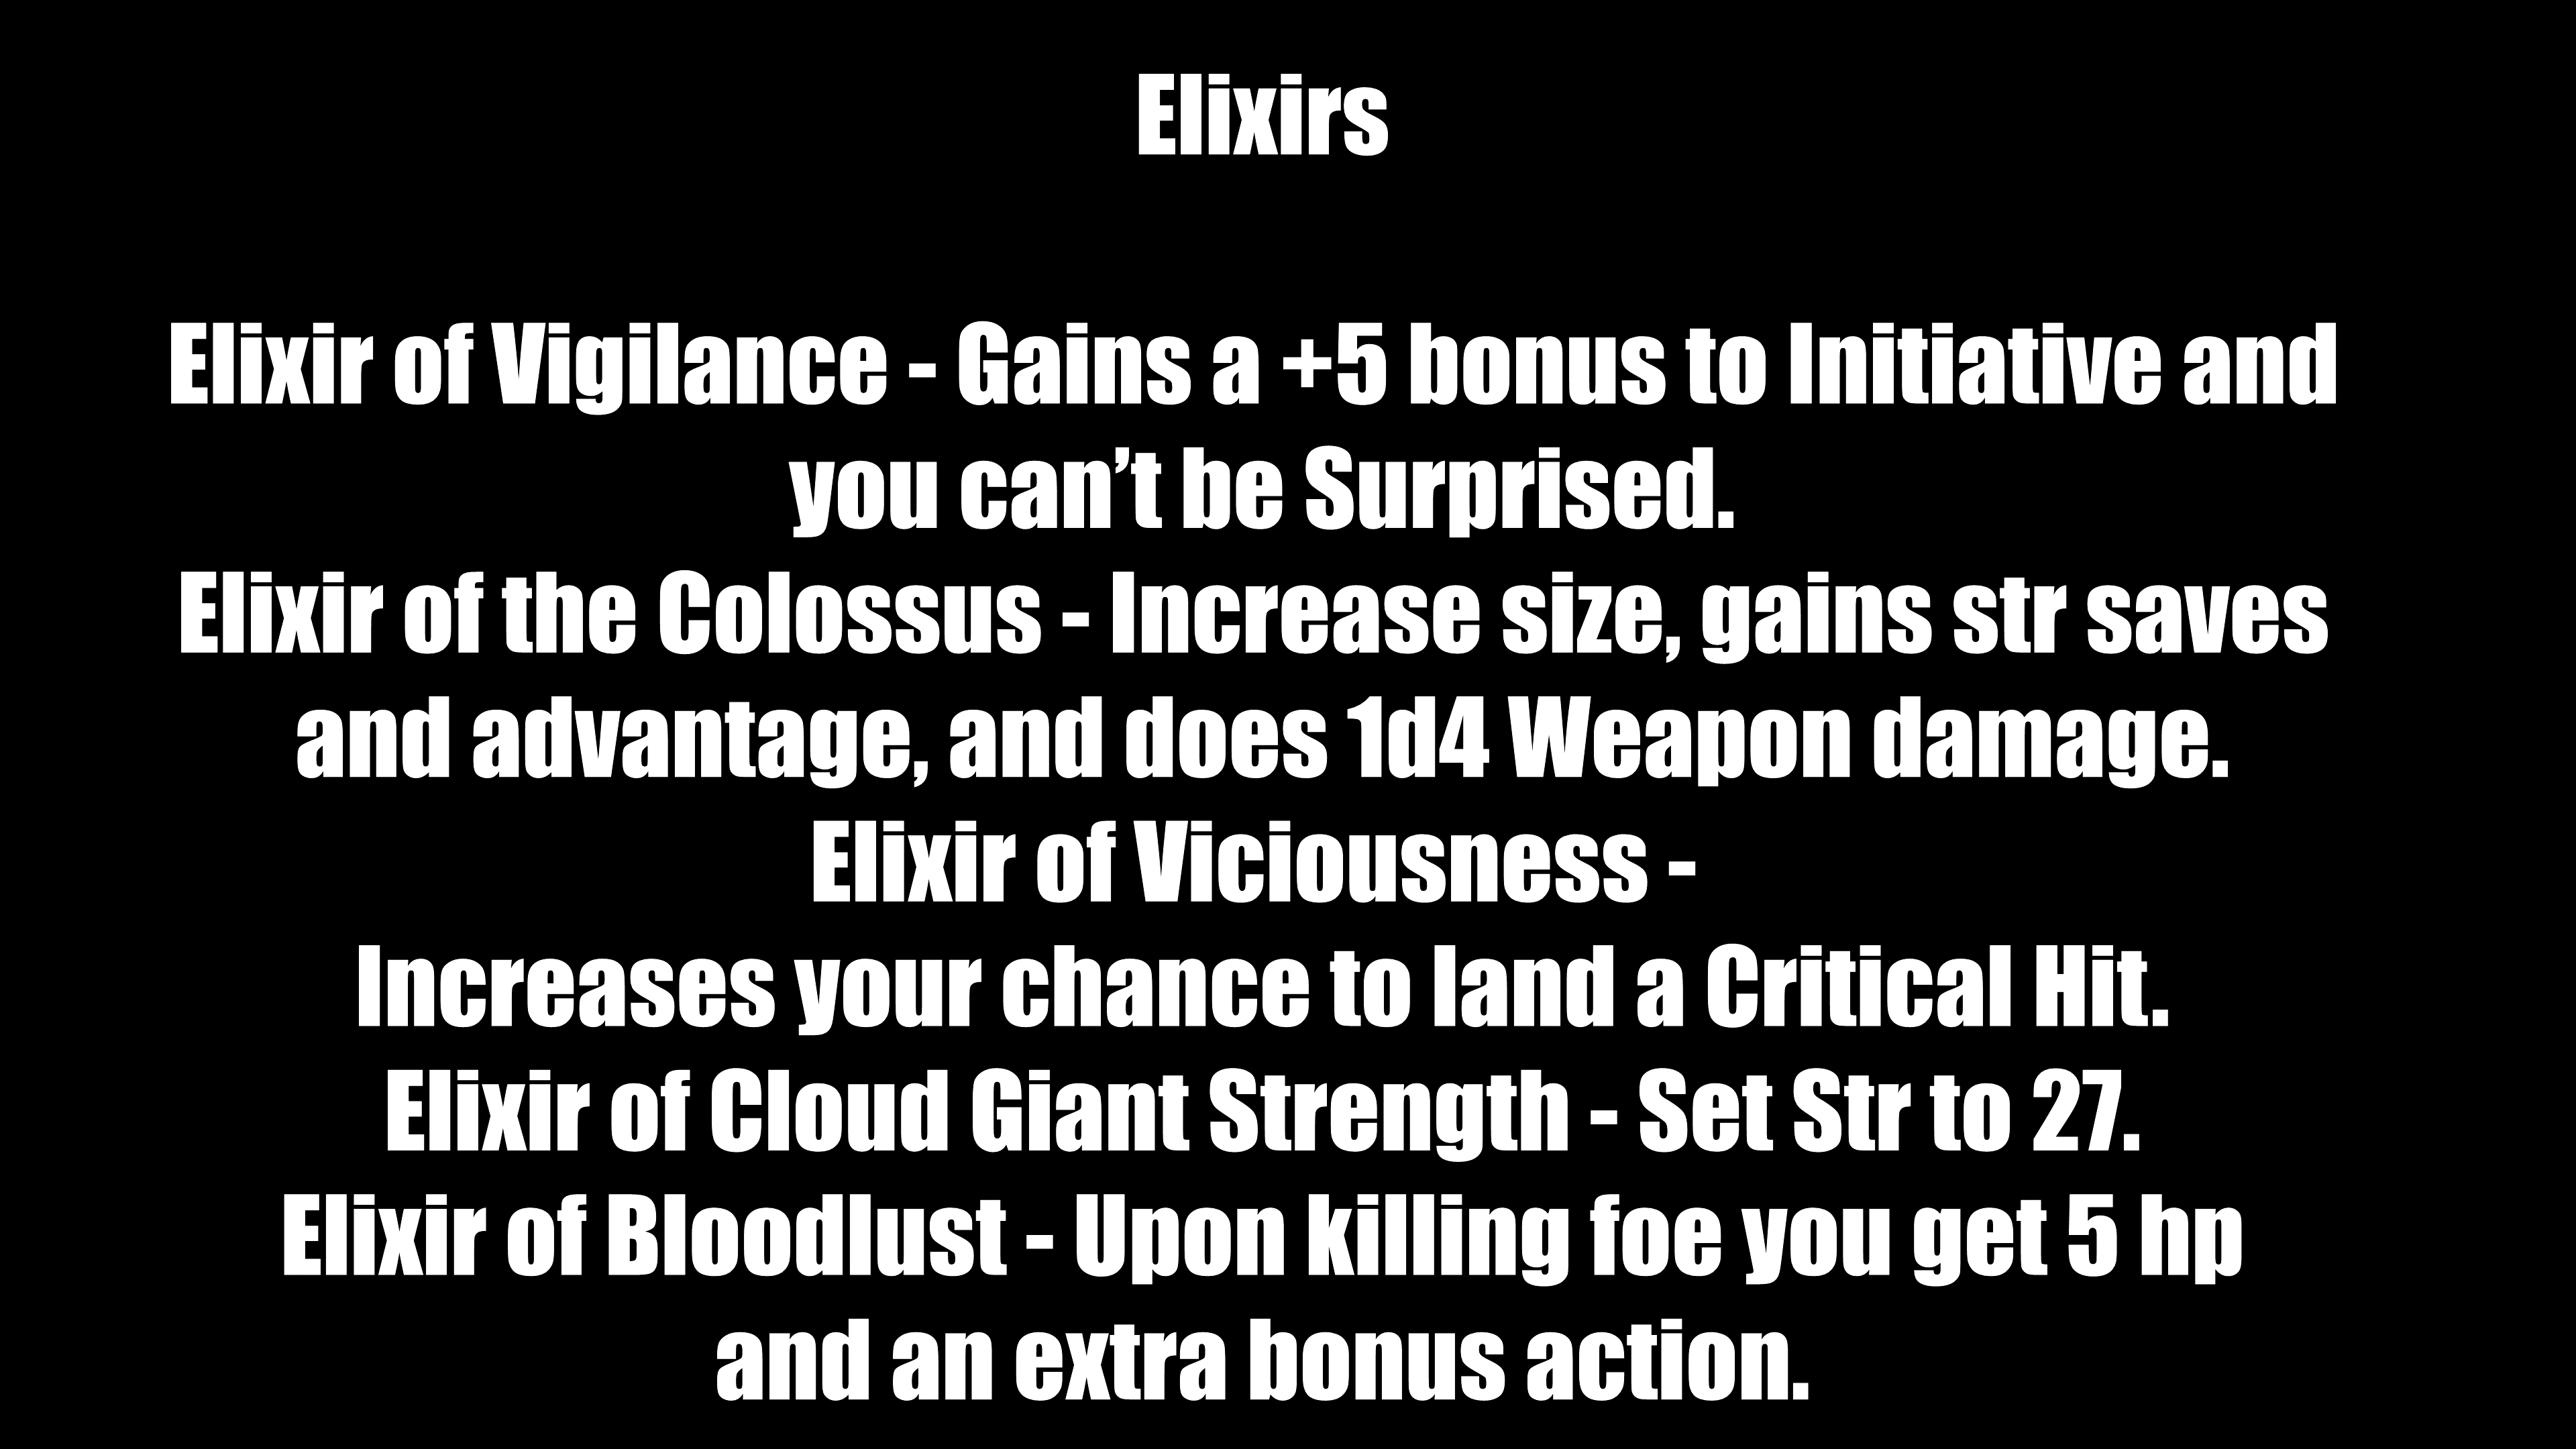 Elixirs
Elixir of Vigilance - Gains a +5 bonus to Initiative and
you can’t be Surprised.
Elixir of the Colossus - Increase size, gains str saves
and advantage, and does 1d4 Weapon damage.
Elixir of Viciousness -
Increases your chance to land a Critical Hit.
Elixir of Cloud Giant Strength - Set Str to 27.
Elixir of Bloodlust - Upon killing foe you get 5 hp
and an extra bonus action.